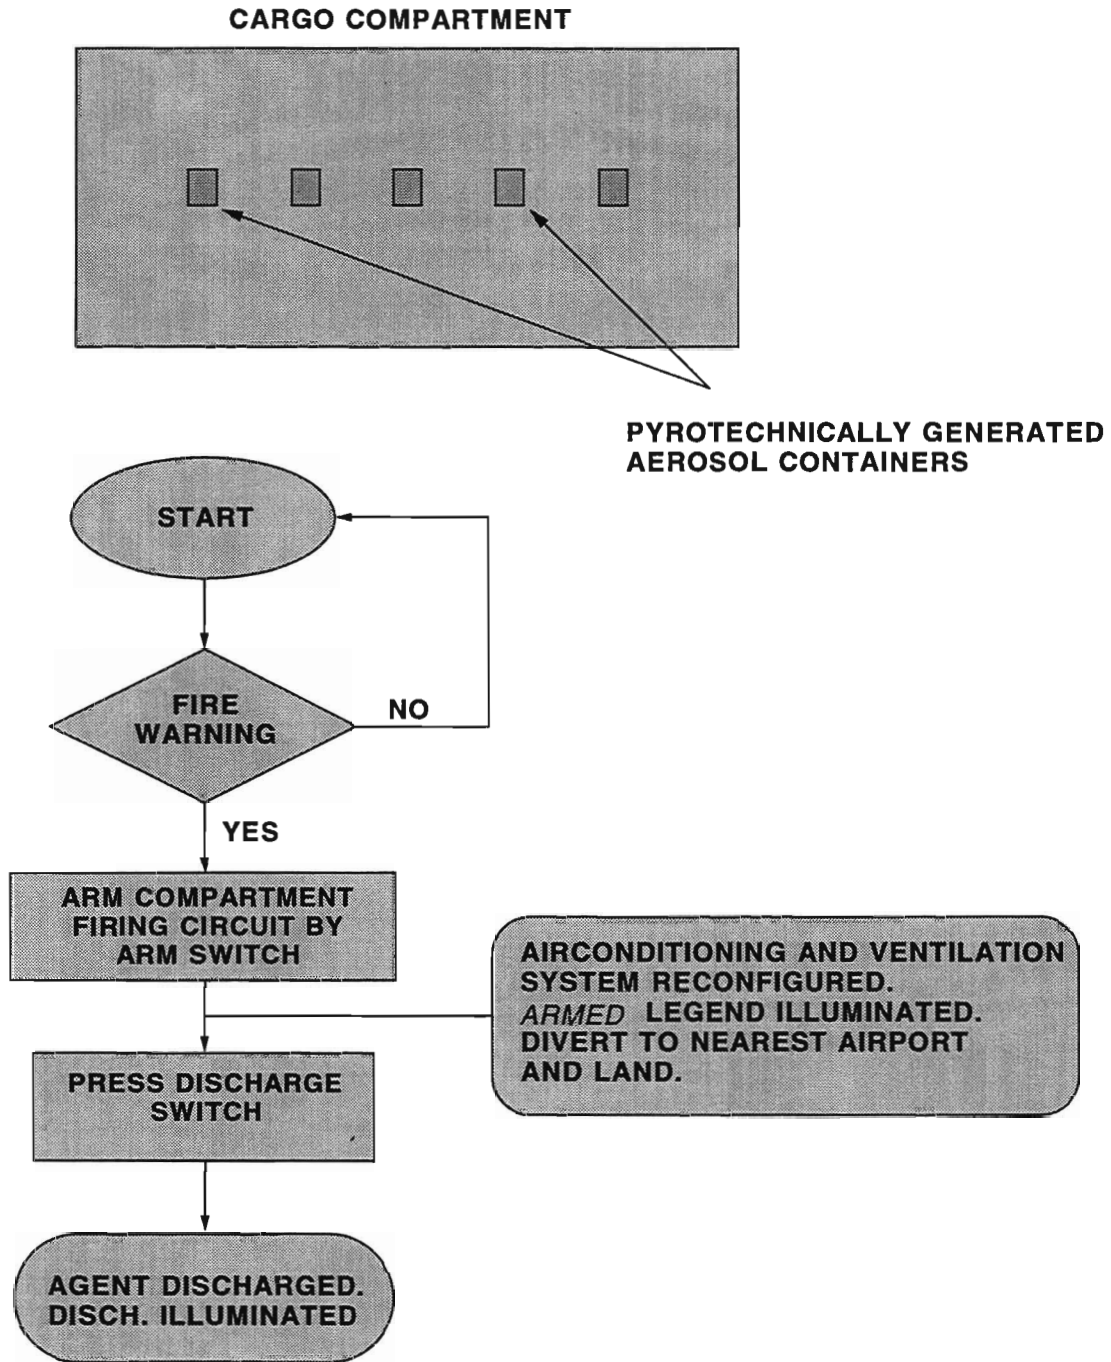 CARGO COMPARTMENT
PYROTECHNICALLY GENERATED
AEROSOL CONTAINERS
START
FIRE
WARNING
NO
YES
ARM COMPARTMENT
FIRING CIRCUIT BY
ARM SWITCH
AIRCONDITIONING AND VENTILATION
SYSTEM RECONFIGURED.
ARMED LEGEND ILLUMINATED.
DIVERT TO NEAREST AIRPORT
AND LAND.
PRESS DISCHARGE
SWITCH
AGENT DISCHARGED.
DISCH. ILLUMINATED